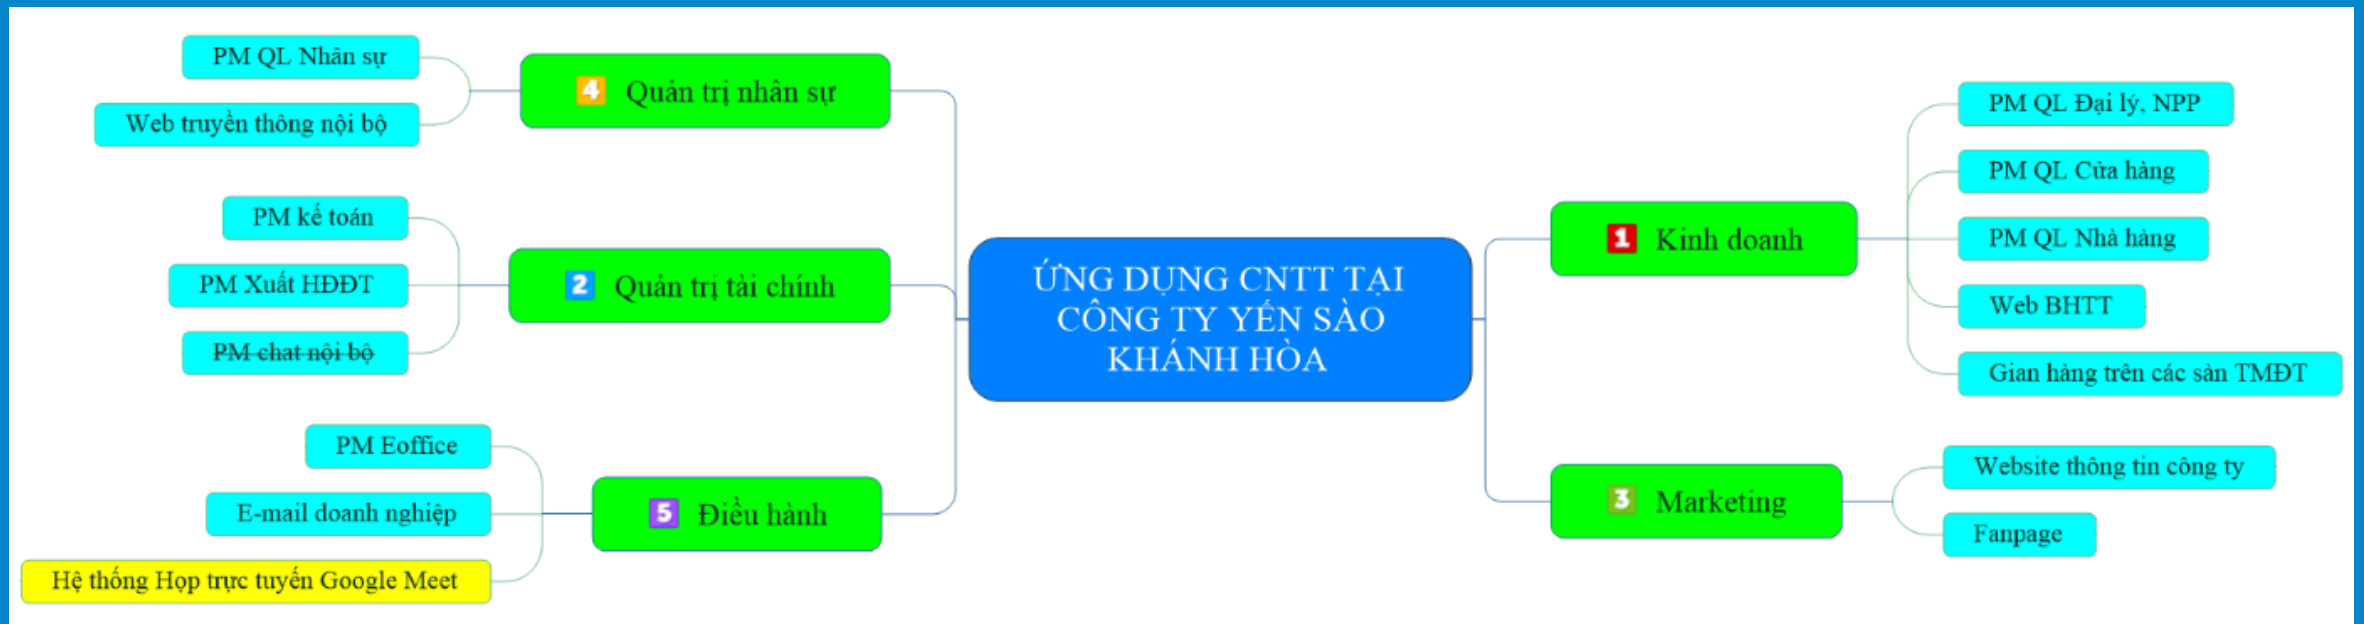 ỨNG DỤNG CNTT TẠI
CÔNG TY YẾN SÀO
KHÁNH HÒA
1 Kinh doanh
PM QL Đại lý, NPP
PM QL Cửa hàng
PM QL Nhà hàng
Web BHTT
Gian hàng trên các sàn TMĐT
2 Quản trị tài chính
PM kế toán
PM Xuất HĐĐT
PM chat nội bộ
3 Marketing
Website thông tin công ty
Fanpage
4 Quản trị nhân sự
PM QL Nhân sự
Web truyền thông nội bộ
5 Điều hành
PM Eoffice
E-mail doanh nghiệp
Hệ thống Họp trực tuyến Google Meet